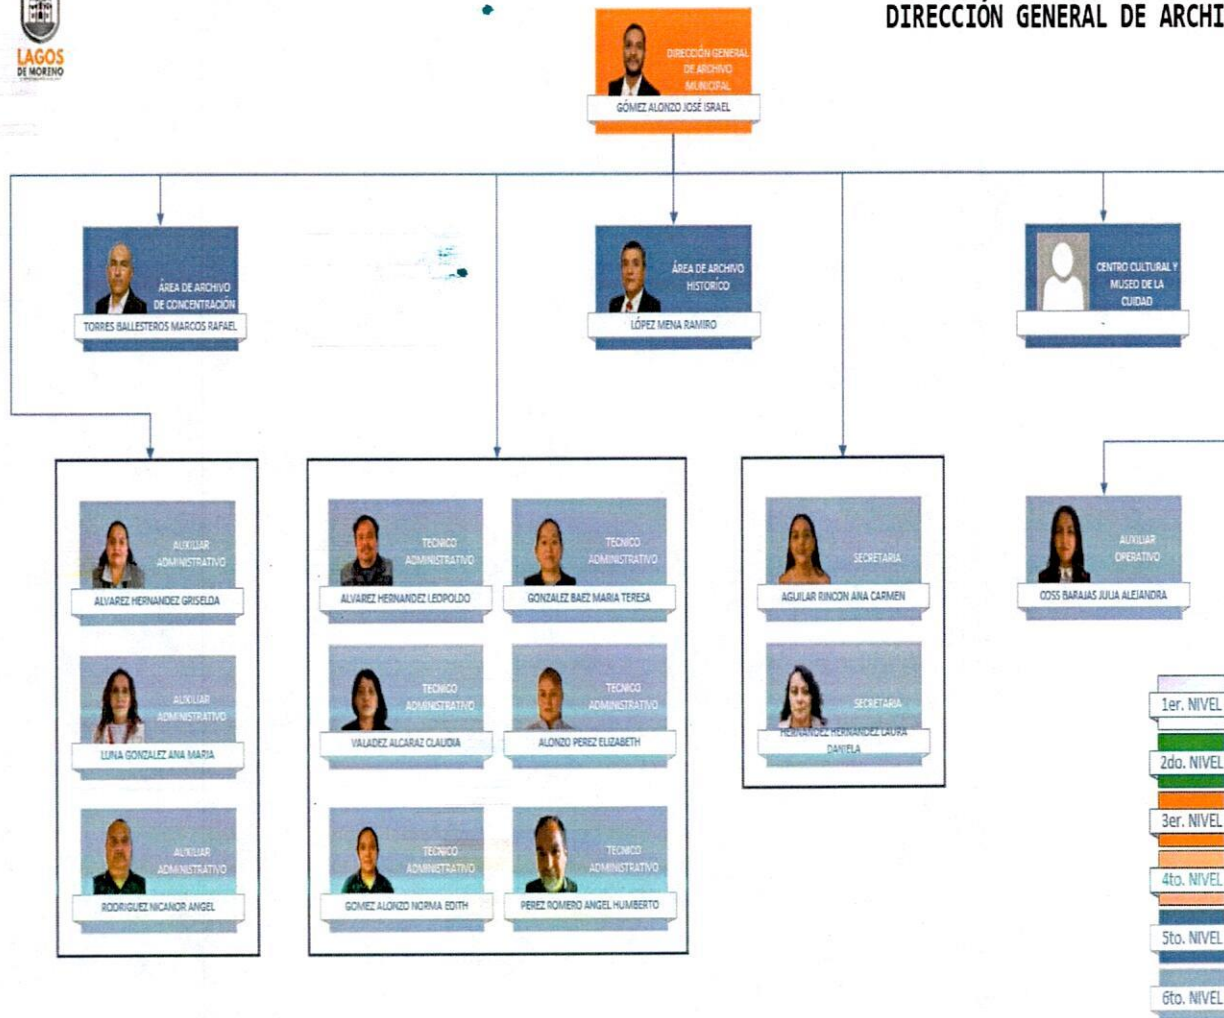 LAGOS
DE MORENO
DIRECCIÓN GENERAL DE ARCHI
DIRECCIÓN GENERAL
DE ARCHIVO
MUNICIPAL
GÓMEZ ALONZO JOSÉ ISRAEL
ÁREA DE ARCHIVO
DE CONCENTRACIÓN
TORRES BALLESTEROS MARCOS RAFAEL
ÁREA DE ARCHIVO
HISTORÍCO
LÓPEZ MENA RAMIRO
CENTRO CULTURAL Y
MUSEO DE LA
CUIDAD
-
AUXILIAR
ADMINISTRATIVO
ALVAREZ HERNANDEZ GRISELDA
AUXILIAR
ADMINISTRATIVO
LUNA GONZALEZ ANA MARIA
AUXILIAR
ADMINISTRATIVO
RODRIGUEZ NICANOR ANGEL
TECNICO
ADMINISTRATIVO
ALVAREZ HERNANDEZ LEOPOLDO
TECNICO
ADMINISTRATIVO
GONZALEZ BAEZ MARIA TERESA
TECNICO
ADMINISTRATIVO
VALADEZ ALCARAZ CLAUDIA
TECNICO
ADMINISTRATIVO
ALONZO PEREZ ELIZABETH
TECNICO
ADMINISTRATIVO
GOMEZ ALONZO NORMA EDITH
TECNICO
ADMINISTRATIVO
PEREZ ROMERO ANGEL HUMBERTO
SECRETARIA
AGUILAR RINCON ANA CARMEN
SECRETARIA
HERNANDEZ HERNANDEZ LAURA
DANIELA
AUXILIAR
OPERATIVO
COSS BARAJAS JULIA ALEJANDRA
1er. NIVEL
2do. NIVEL
3er. NIVEL
4to. NIVEL
5to. NIVEL
6to. NIVEL